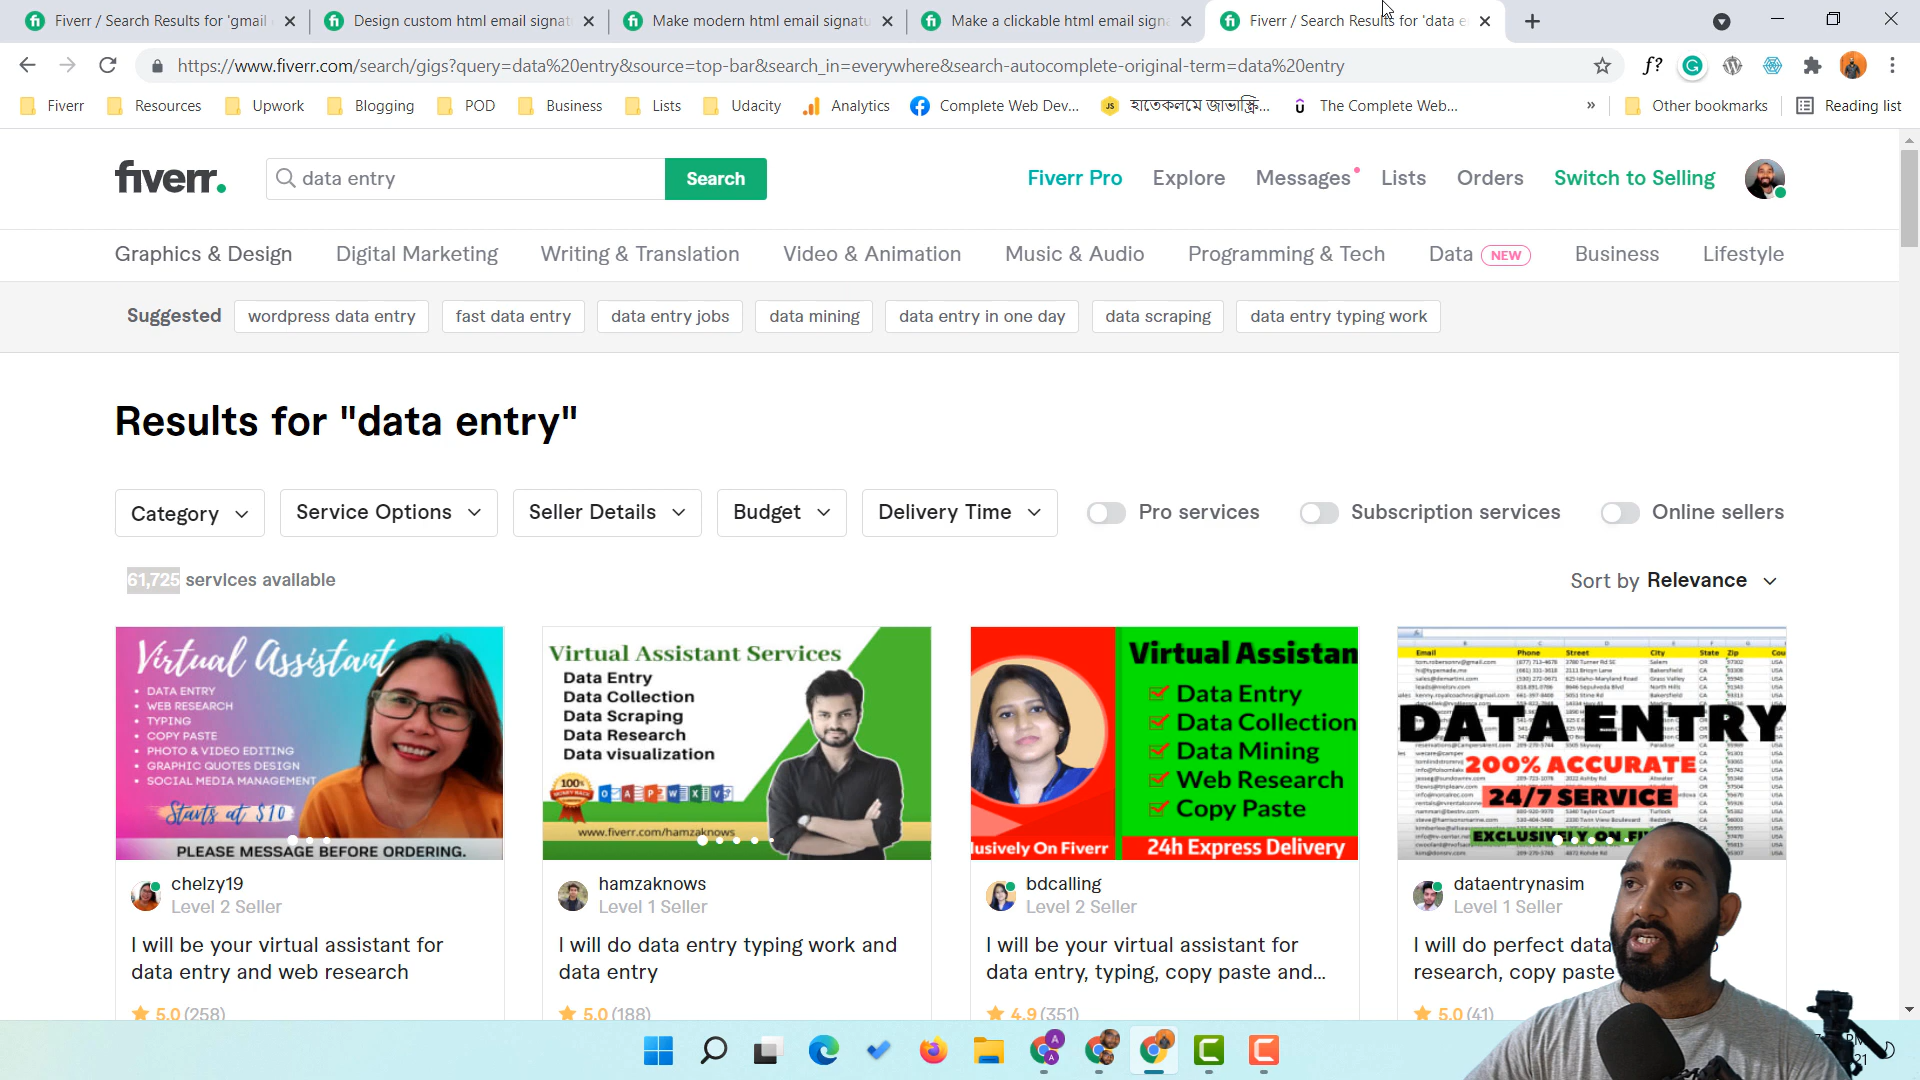 Fiverr / Search Results for 'gmail
Design custom html email signat
Make modern html email signatu
Make a clickable html email signa
Fiverr / Search Results for 'data e
https://www.fiverr.com/search/gigs?query=data%20entry&source=top-bar&search_in=everywhere&search-autocomplete-original-term=data%20entry
f?
Fiverr
Resources
Upwork
Blogging
POD
Business
Lists
Udacity
Analytics
Complete Web Dev...
হাতেকলমে জাভাস্ক্রি...
The Complete Web...
»
Other bookmarks
Reading list
fiverr.
data entry
Search
Fiverr Pro
Explore
Messages
Lists
Orders
Switch to Selling
Graphics & Design
Digital Marketing
Writing & Translation
Video & Animation
Music & Audio
Programming & Tech
Data NEW
Business
Lifestyle
Suggested
wordpress data entry
fast data entry
data entry jobs
data mining
data entry in one day
data scraping
data entry typing work
Results for "data entry"
Category
Service Options
Seller Details
Budget
Delivery Time
Pro services
Subscription services
Online sellers
61,725 services available
Sort by Relevance
Virtual Assistant
• DATA ENTRY
• WEB RESEARCH
• TYPING
• COPY PASTE
• PHOTO & VIDEO EDITING
• GRAPHIC QUOTES DESIGN
• SOCIAL MEDIA MANAGEMENT
Starts at $10
PLEASE MESSAGE BEFORE ORDERING.
chelzy19
Level 2 Seller
I will be your virtual assistant for
data entry and web research
5.0 (258)
Virtual Assistant Services
Data Entry
Data Collection
Data Scraping
Data Research
Data visualization
100%
www.fiverr.com/hamzaknows
hamzaknows
Level 1 Seller
I will do data entry typing work and
data entry
5.0 (188)
Virtual Assistan
Data Entry
Data Collection
Data Mining
Web Research
Copy Paste
lusively On Fiverr
24h Express Delivery
bdcalling
Level 2 Seller
I will be your virtual assistant for
data entry, typing, copy paste and...
4.9 (351)
Email Phone Street City State Zip Cou
DATA ENTRY
200% ACCURATE
24/7 SERVICE
EXCLUSIVELY ON FI
dataentrynasim
Level 1 Seller
I will do perfect data
research, copy paste
5.0 (41)